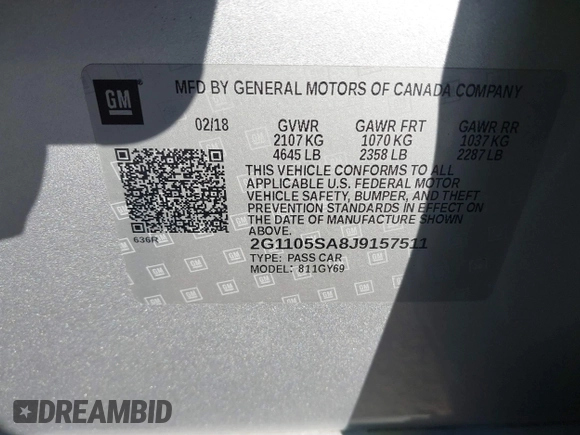 GM
MFD BY GENERAL MOTORS OF CANADA COMPANY
02/18 GVWR GAWR FRT GAWR RR
2107 KG 1070 KG 1037 KG
4645 LB 2358 LB 2287 LB
THIS VEHICLE CONFORMS TO ALL
APPLICABLE U.S. FEDERAL MOTOR
VEHICLE SAFETY, BUMPER, AND THEFT
PREVENTION STANDARDS IN EFFECT ON
THE DATE OF MANUFACTURE SHOWN
ABOVE.
636R
2G1105SA8J9157511
TYPE: PASS CAR
MODEL: 811GY69
DREAMBID